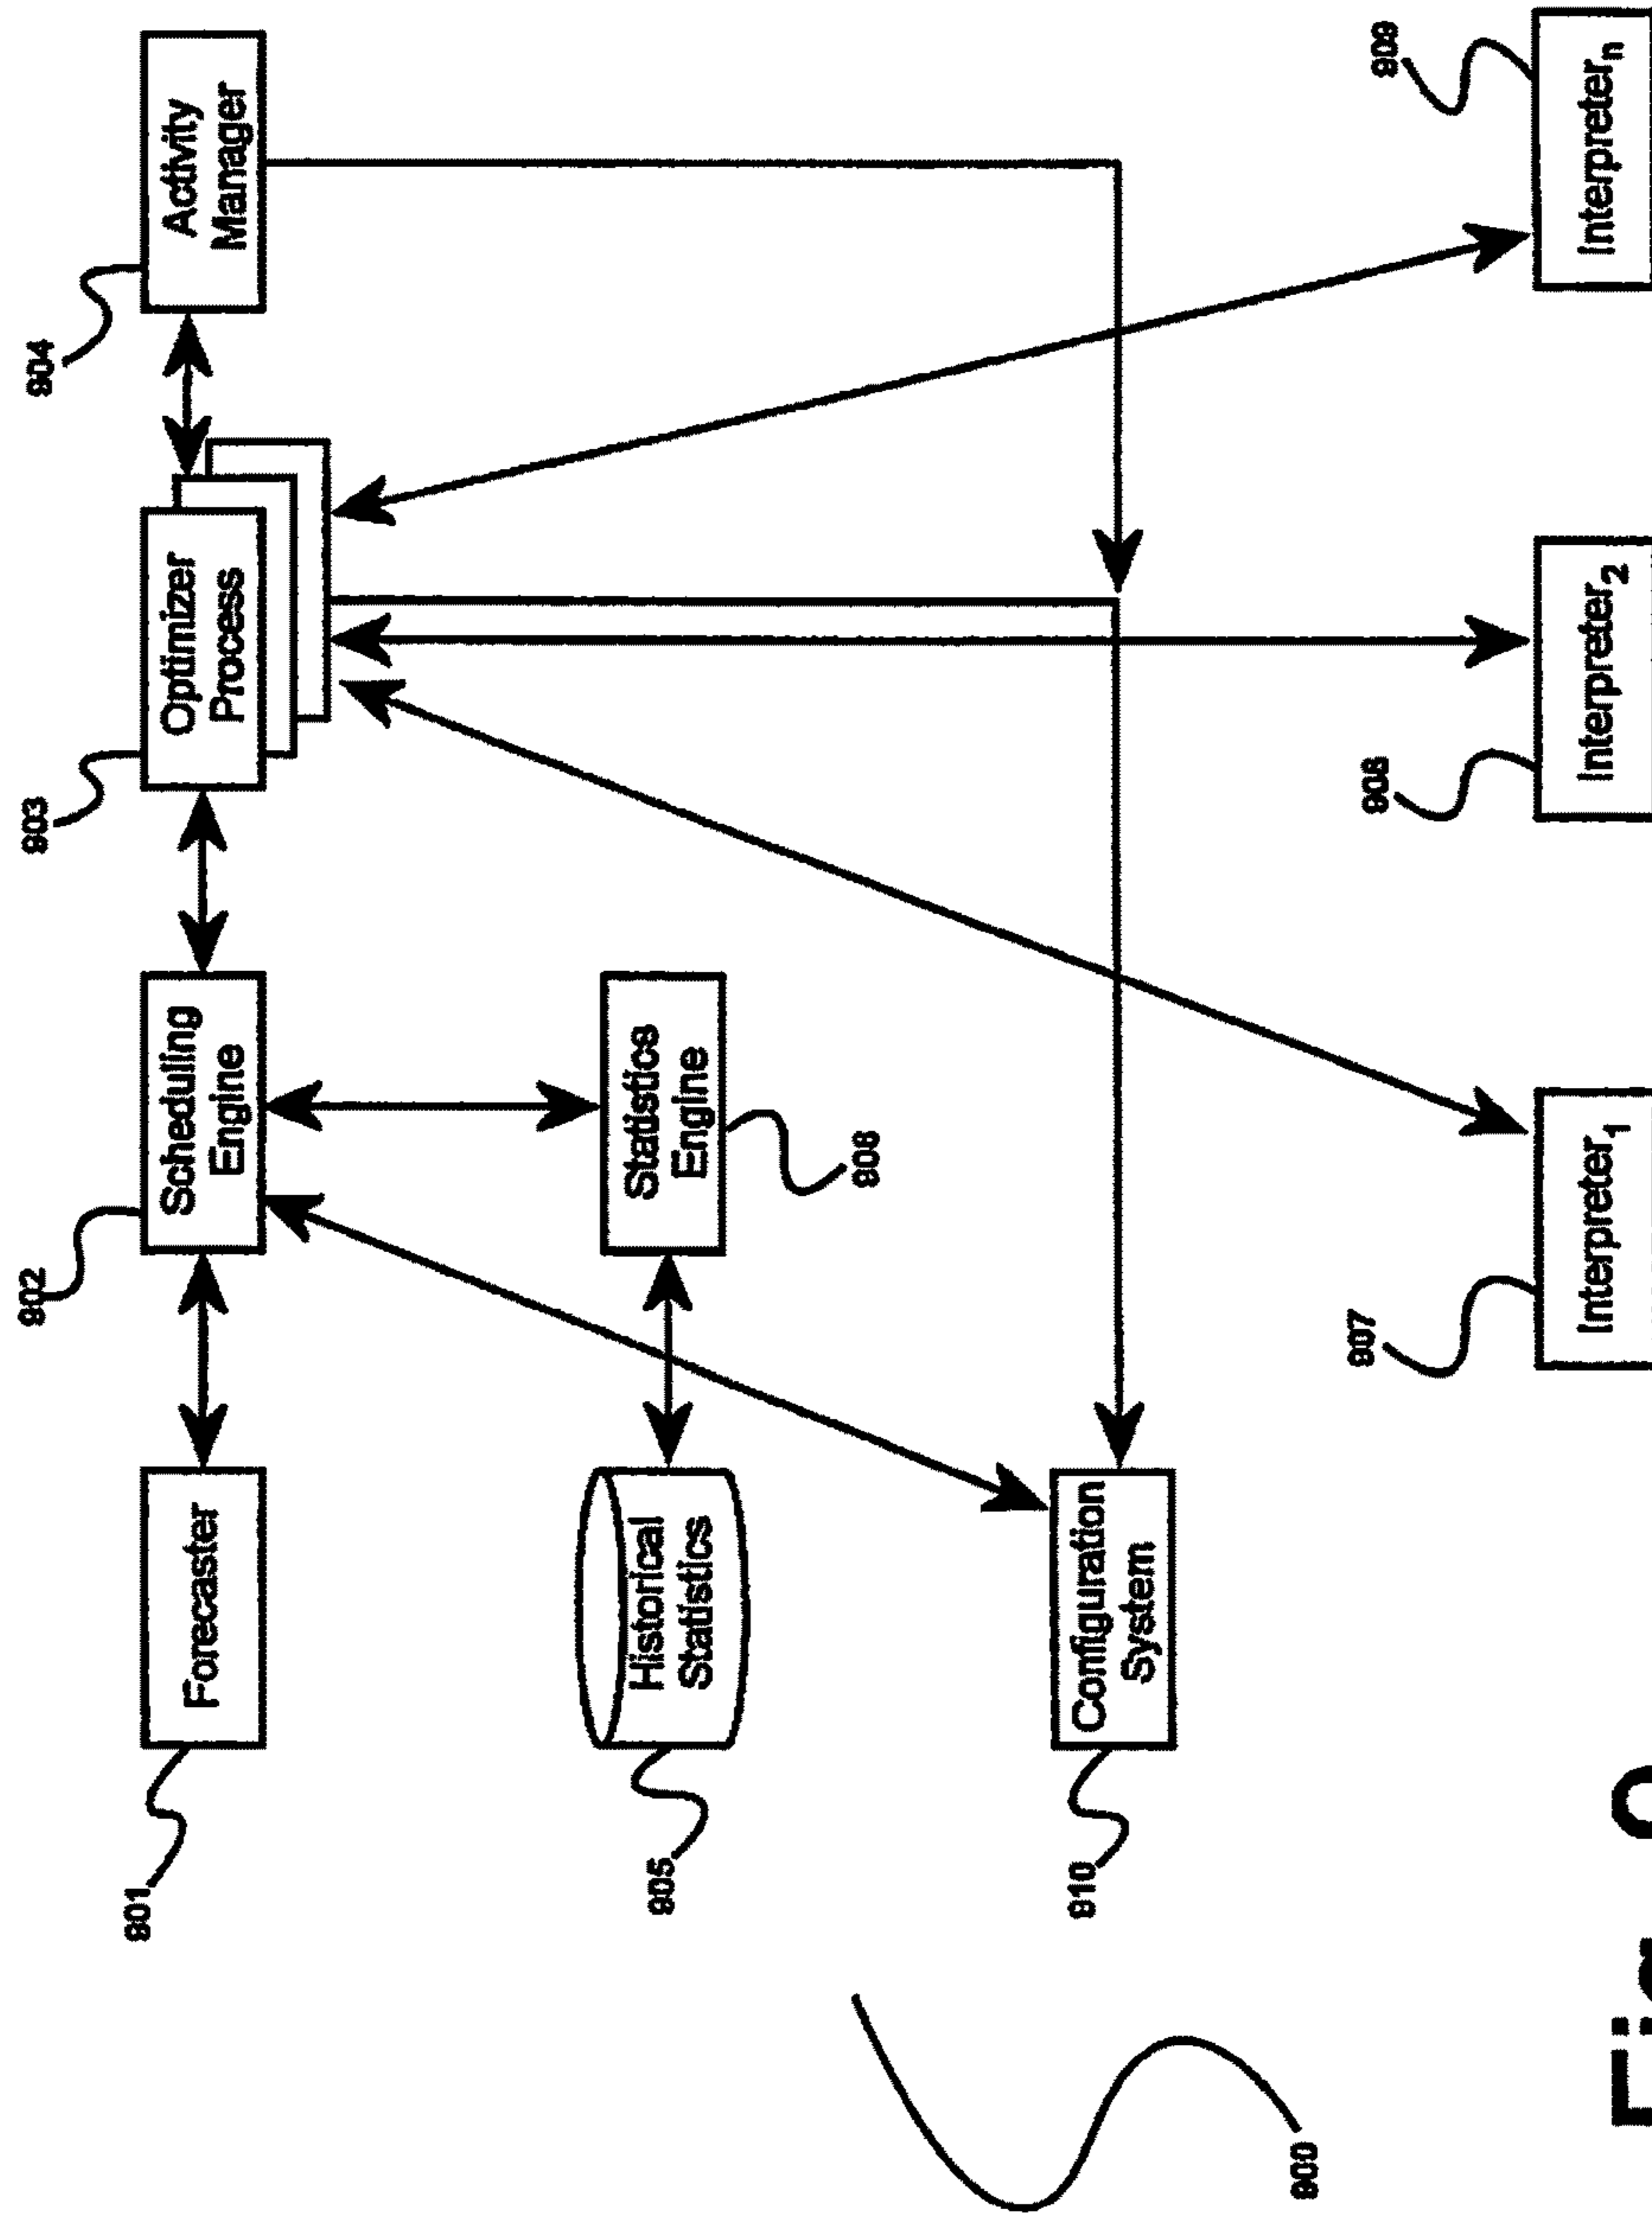 901
902
903
904
Forecaster
Scheduling
Engine
Optimizer
Process
Activity
Manager
905
Historical
Statistics
Statistics
Engine
906
910
Configuration
System
900
907
908
909
Interpreter1
Interpreter2
Interpretern